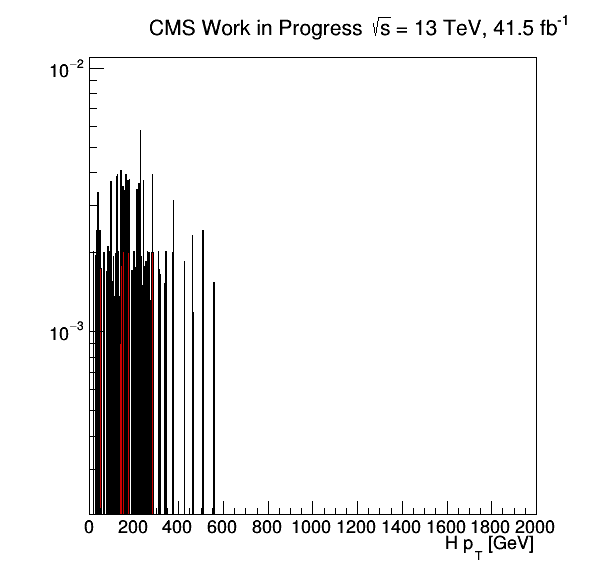 CMS Work in Progress √s = 13 TeV, 41.5 fb⁻¹
10⁻²
10⁻³
0 200 400 600 800 1000 1200 1400 1600 1800 2000
H p_T [GeV]